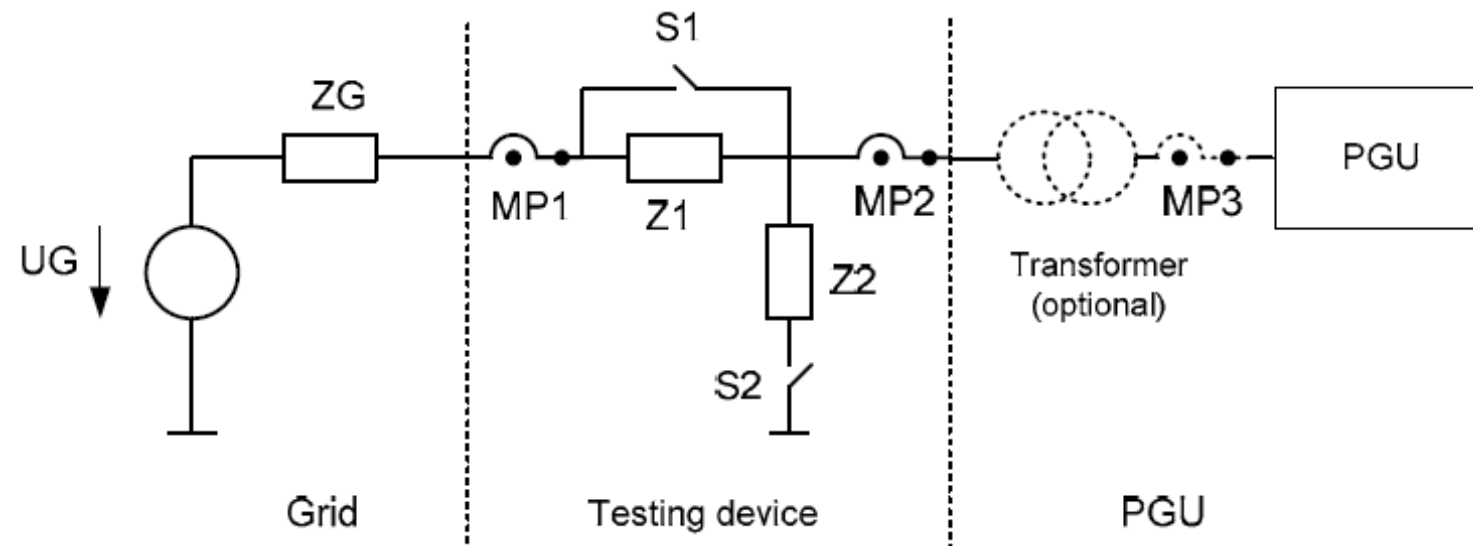 S1
ZG
MP1
Z1
MP2
MP3
PGU
UG
Z2
Transformer
(optional)
S2
Grid
Testing device
PGU